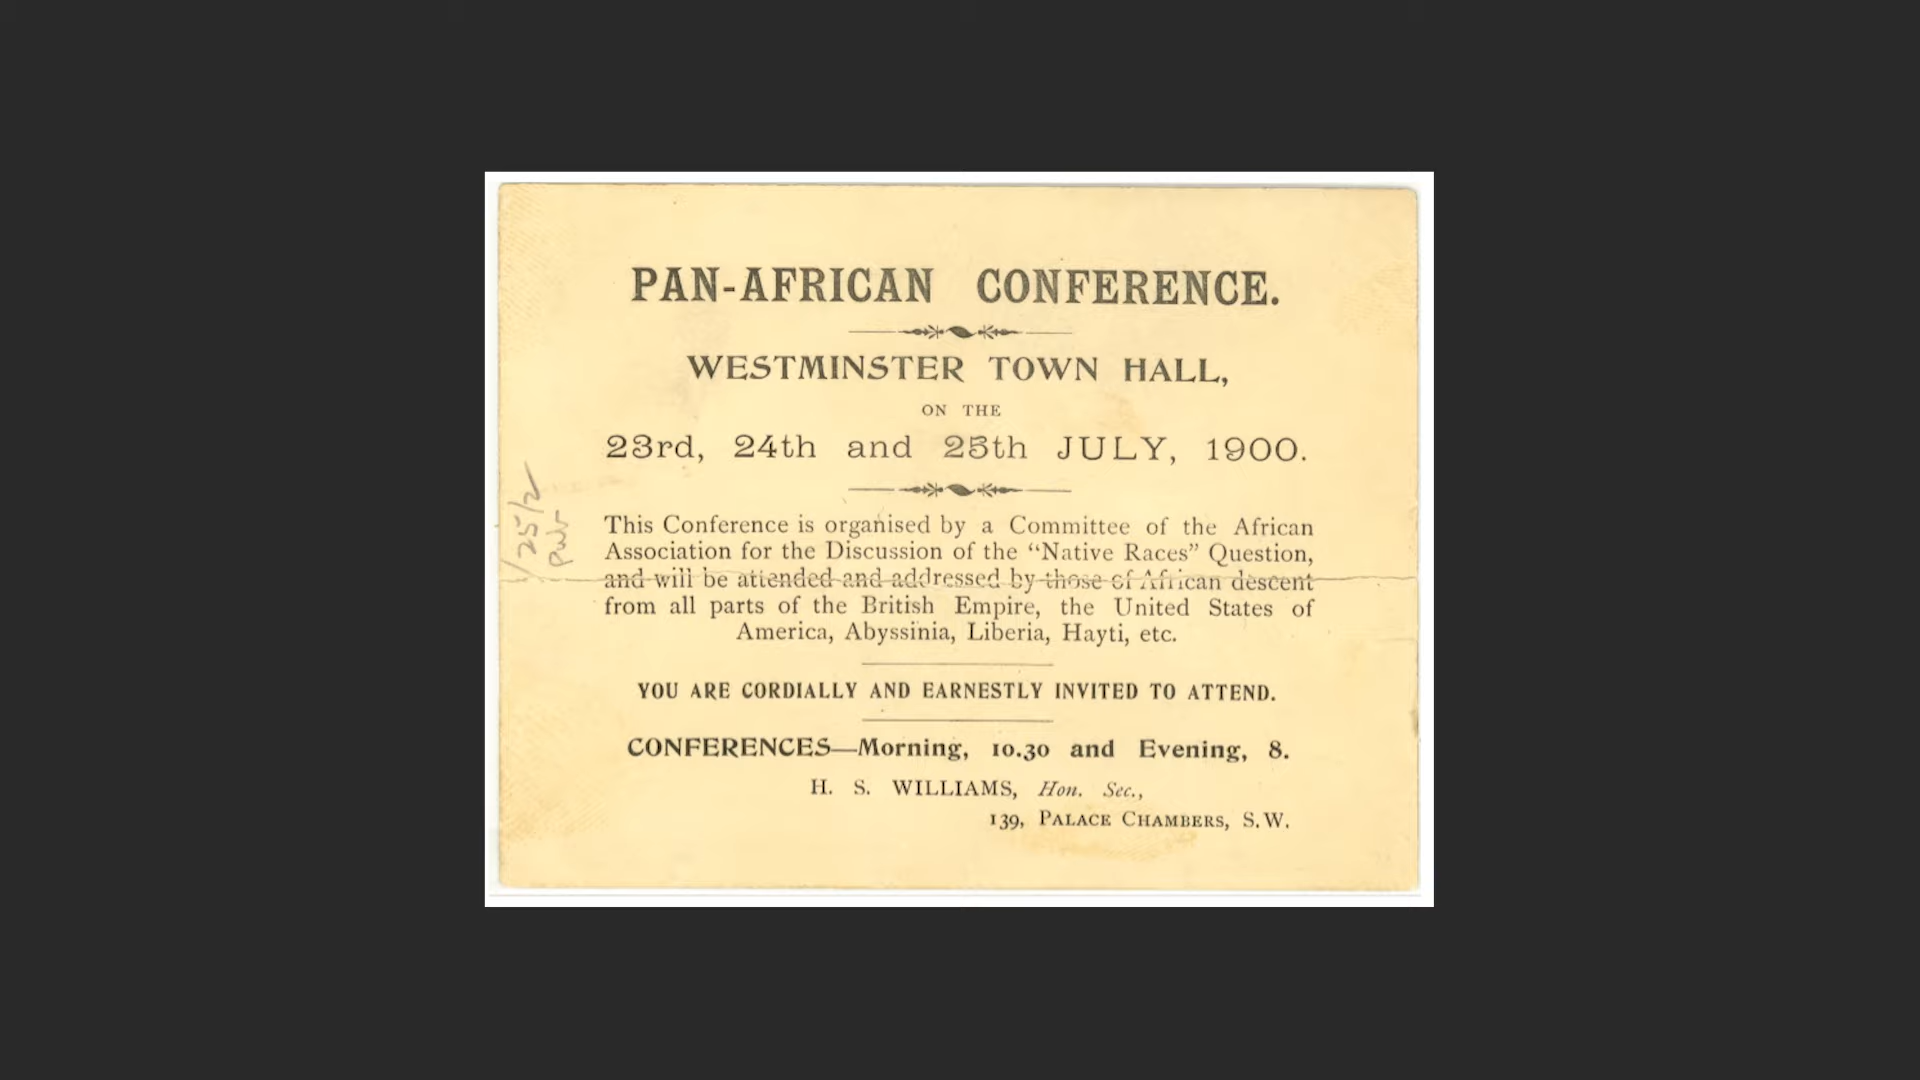 PAN-AFRICAN CONFERENCE.
WESTMINSTER TOWN HALL,
ON THE
23rd, 24th and 25th JULY, 1900.
This Conference is organised by a Committee of the African
Association for the Discussion of the “Native Races” Question,
and will be attended and addressed by those of African descent
from all parts of the British Empire, the United States of
America, Abyssinia, Liberia, Hayti, etc.
YOU ARE CORDIALLY AND EARNESTLY INVITED TO ATTEND.
CONFERENCES—Morning, 10.30 and Evening, 8.
H. S. WILLIAMS, Hon. Sec.,
139, PALACE CHAMBERS, S.W.